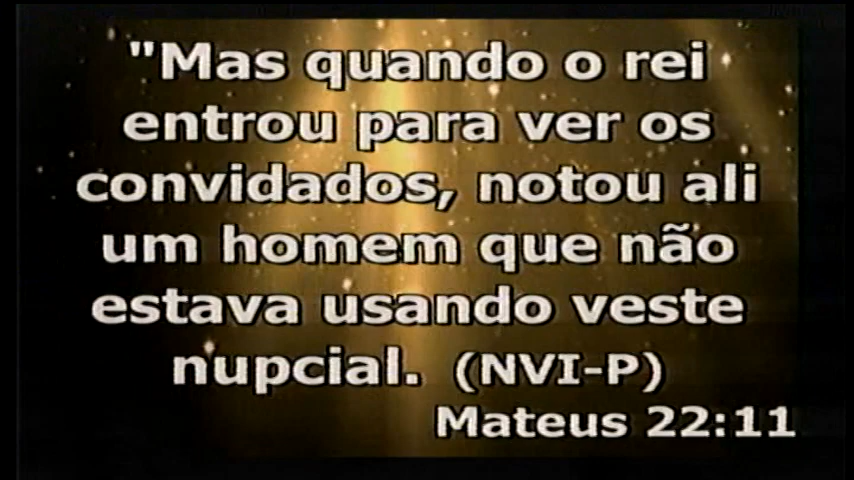 "Mas quando o rei
entrou para ver os
convidados, notou ali
um homem que não
estava usando veste
nupcial. (NVI-P)
Mateus 22:11